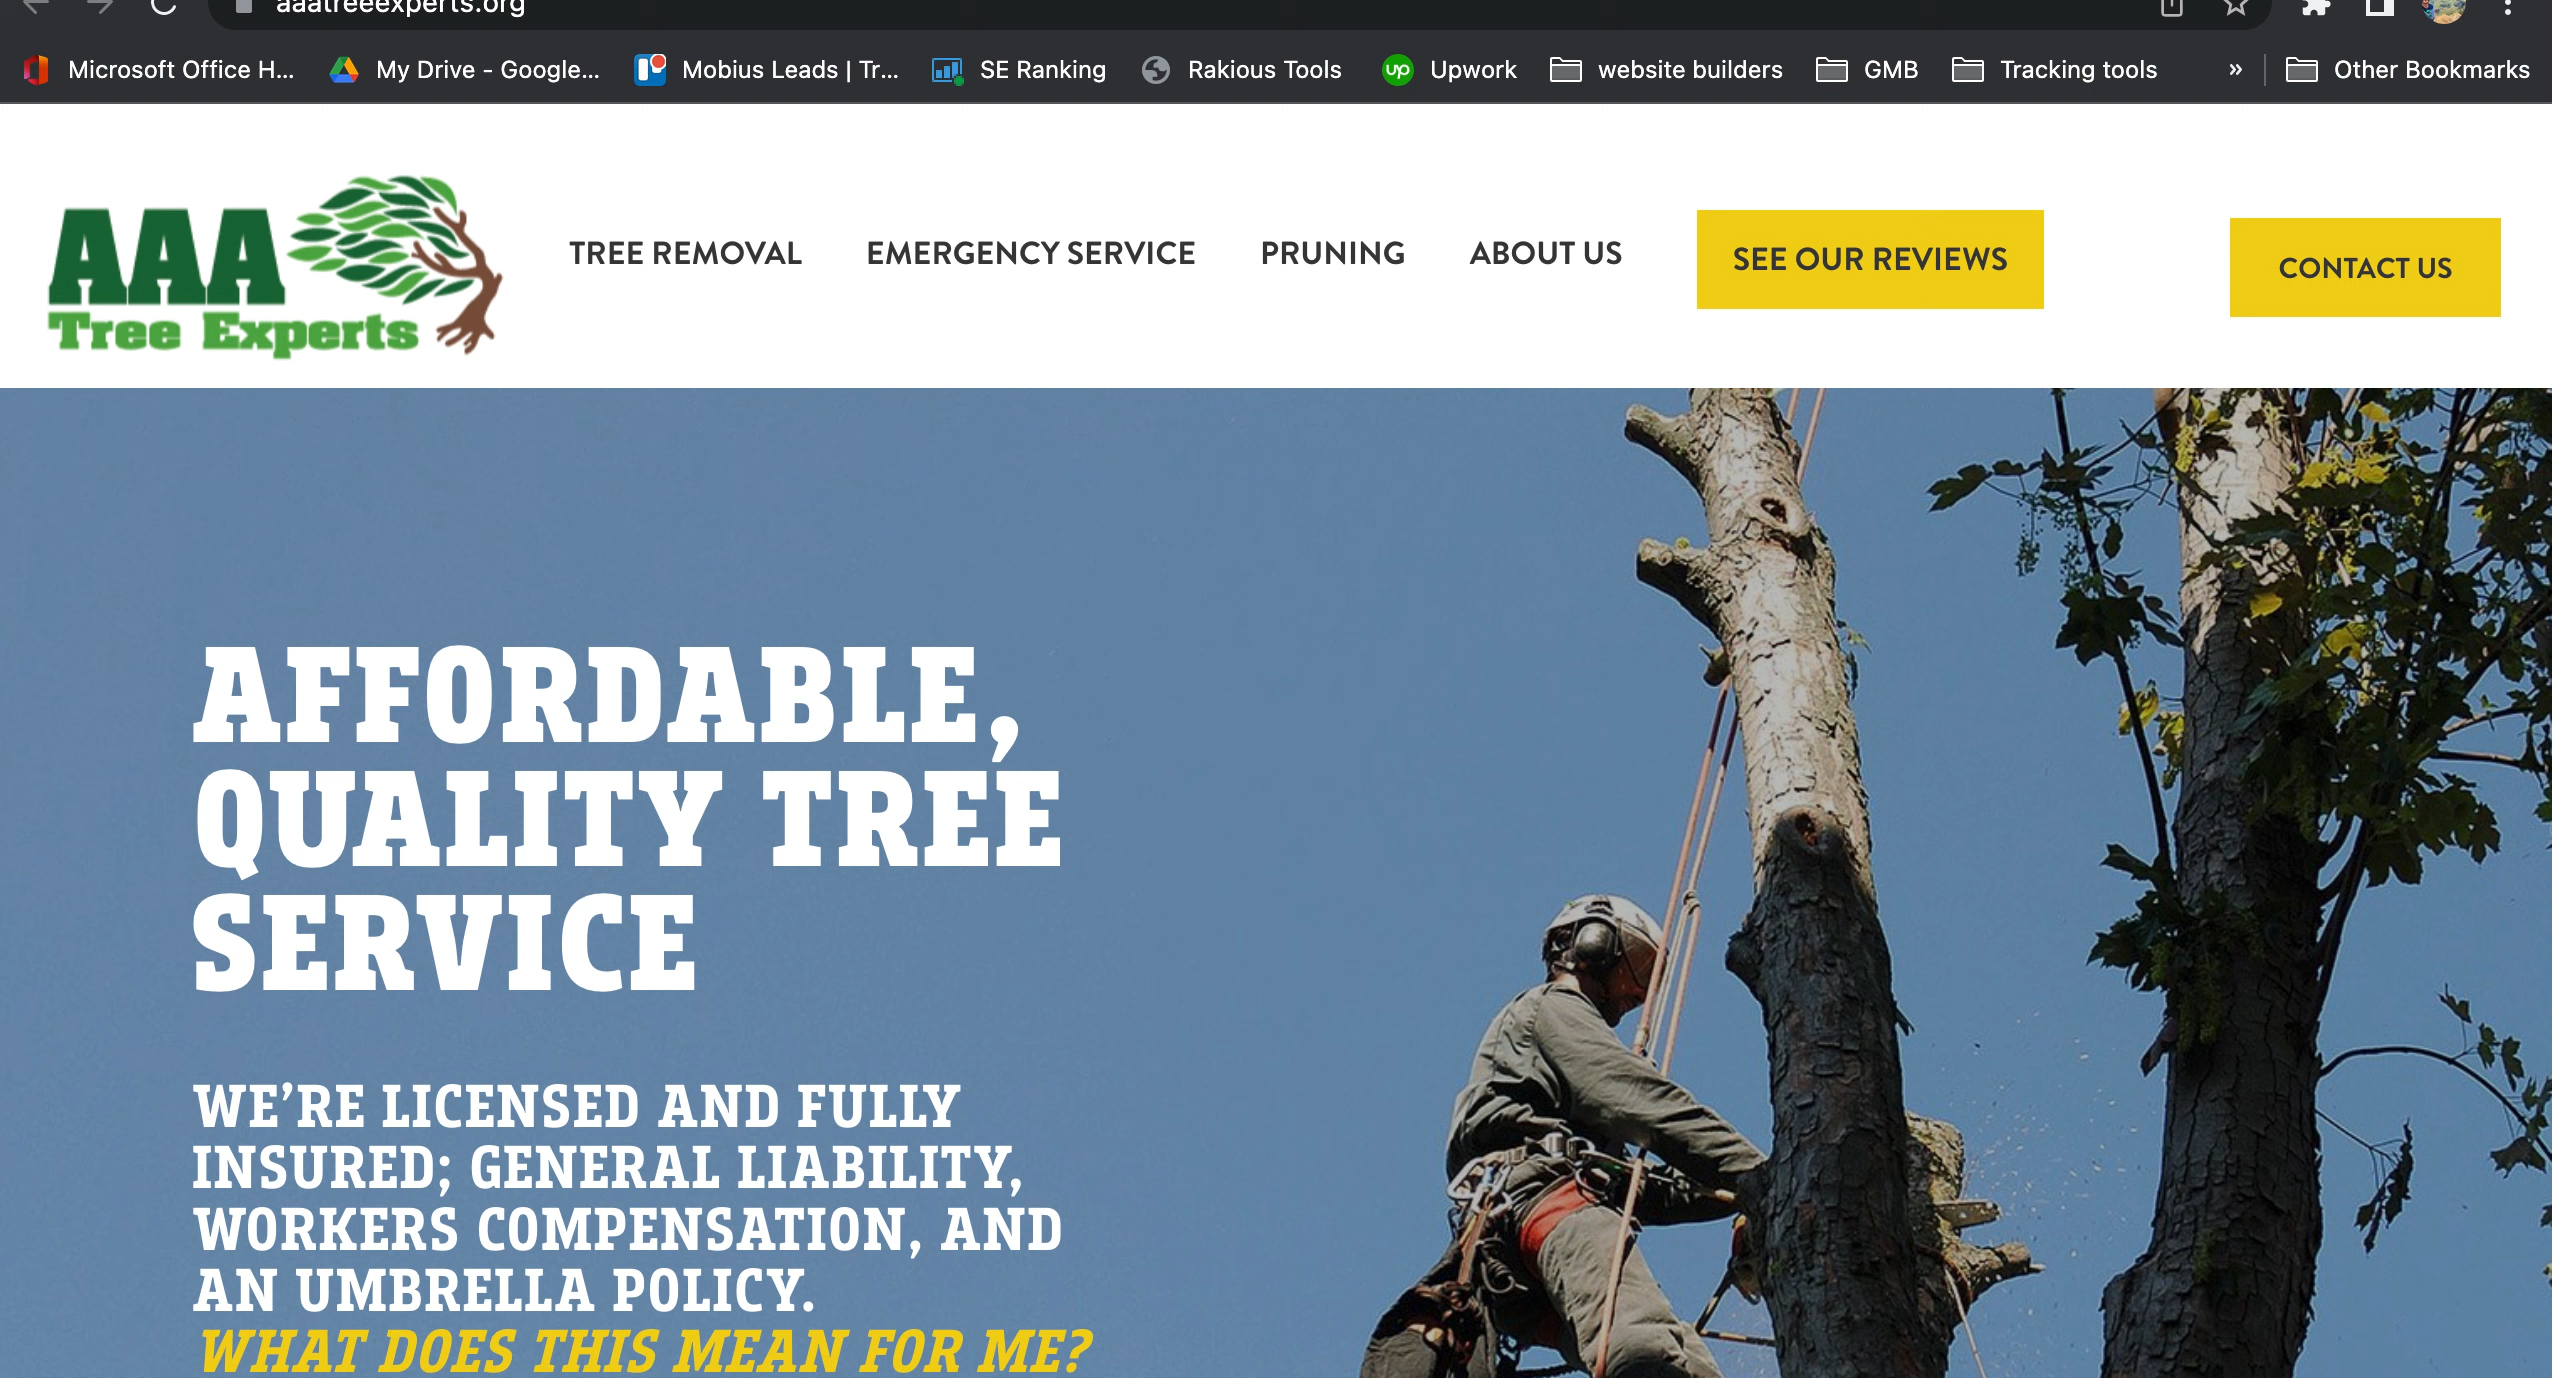 aaatreeexperts.org
Microsoft Office H...
My Drive - Google...
Mobius Leads | Tr...
SE Ranking
Rakious Tools
Upwork
website builders
GMB
Tracking tools
»
Other Bookmarks
AAA
Tree Experts
TREE REMOVAL
EMERGENCY SERVICE
PRUNING
ABOUT US
SEE OUR REVIEWS
CONTACT US
AFFORDABLE,
QUALITY TREE
SERVICE
WE’RE LICENSED AND FULLY
INSURED; GENERAL LIABILITY,
WORKERS COMPENSATION, AND
AN UMBRELLA POLICY.
WHAT DOES THIS MEAN FOR ME?